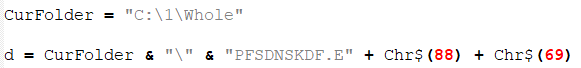 CurFolder = "C:\1\Whole"
d = CurFolder & "\" & "PFSDNSKDF.E" + Chr$(88) + Chr$(69)